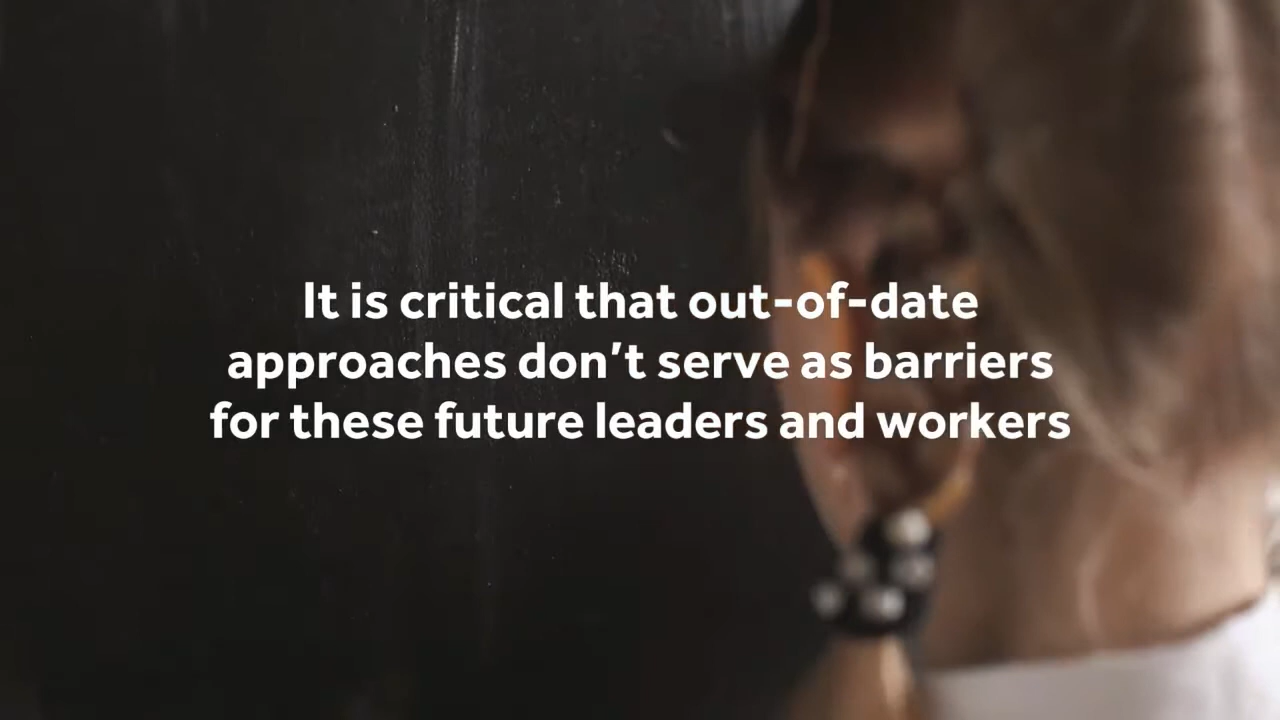 It is critical that out-of-date
approaches don't serve as barriers
for these future leaders and workers